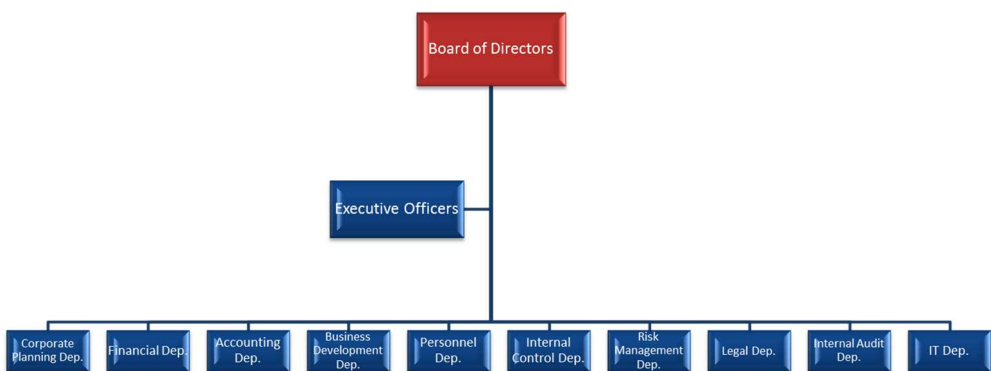 Board of Directors
Executive Officers
Corporate
Planning Dep.
Financial Dep.
Accounting
Dep.
Business
Development
Dep.
Personnel
Dep.
Internal
Control Dep.
Risk
Management
Dep.
Legal Dep.
Internal Audit
Dep.
IT Dep.